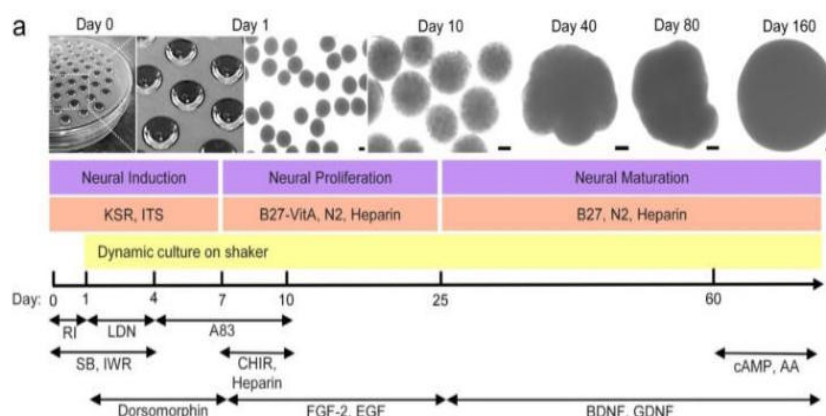 a
Day 0 Day 1 Day 10 Day 40 Day 80 Day 160
Neural Induction Neural Proliferation Neural Maturation
KSR, ITS B27-VitA, N2, Heparin B27, N2, Heparin
Dynamic culture on shaker
Day: 0 1 4 7 10 25 60
RI LDN A83
SB, IWR CHIR, Heparin cAMP, AA
Dorsomorphin FGF-2, EGF BDNF, GDNF